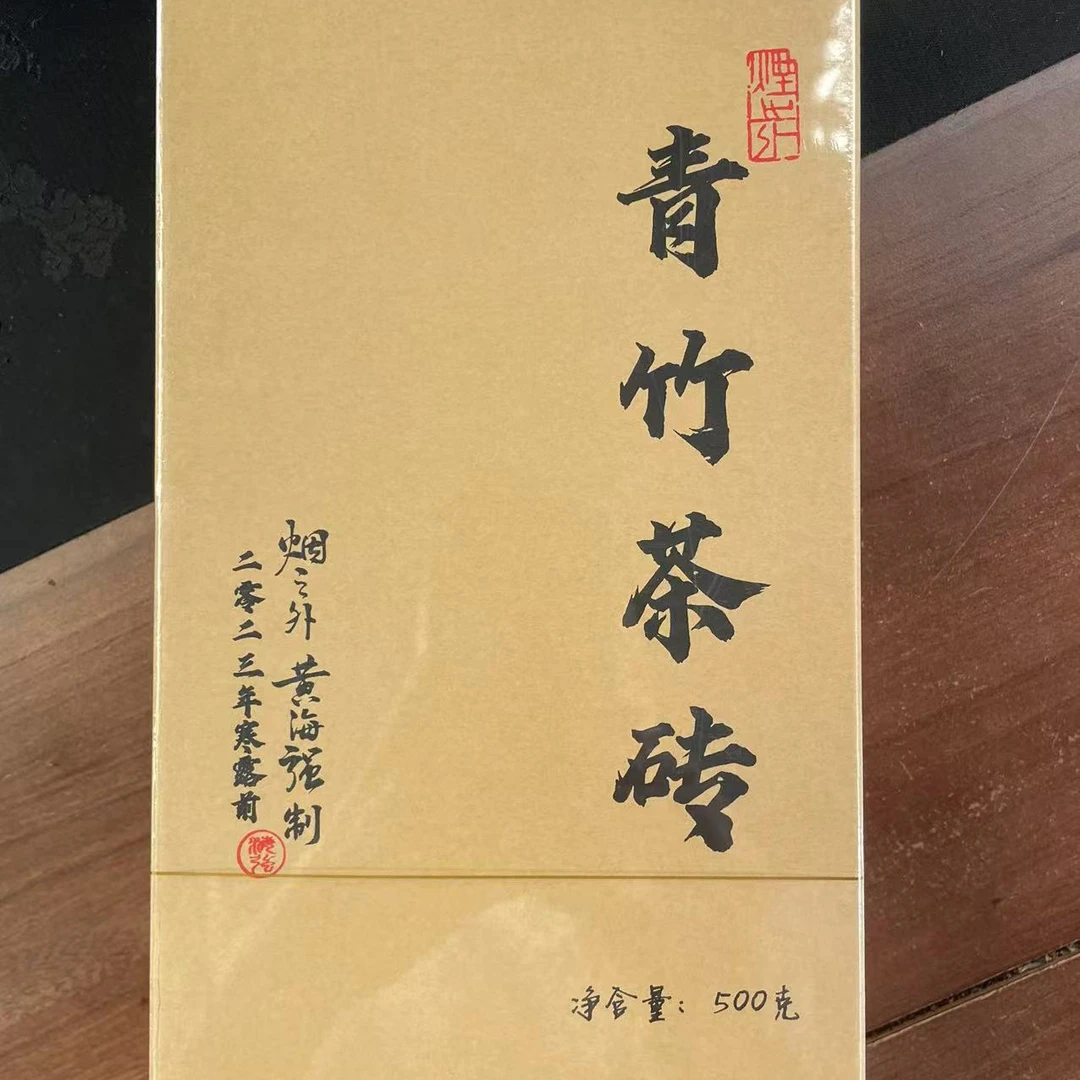 青竹茶砖
烟之外 黄海强制
二零二三年寒露前
净含量：500克